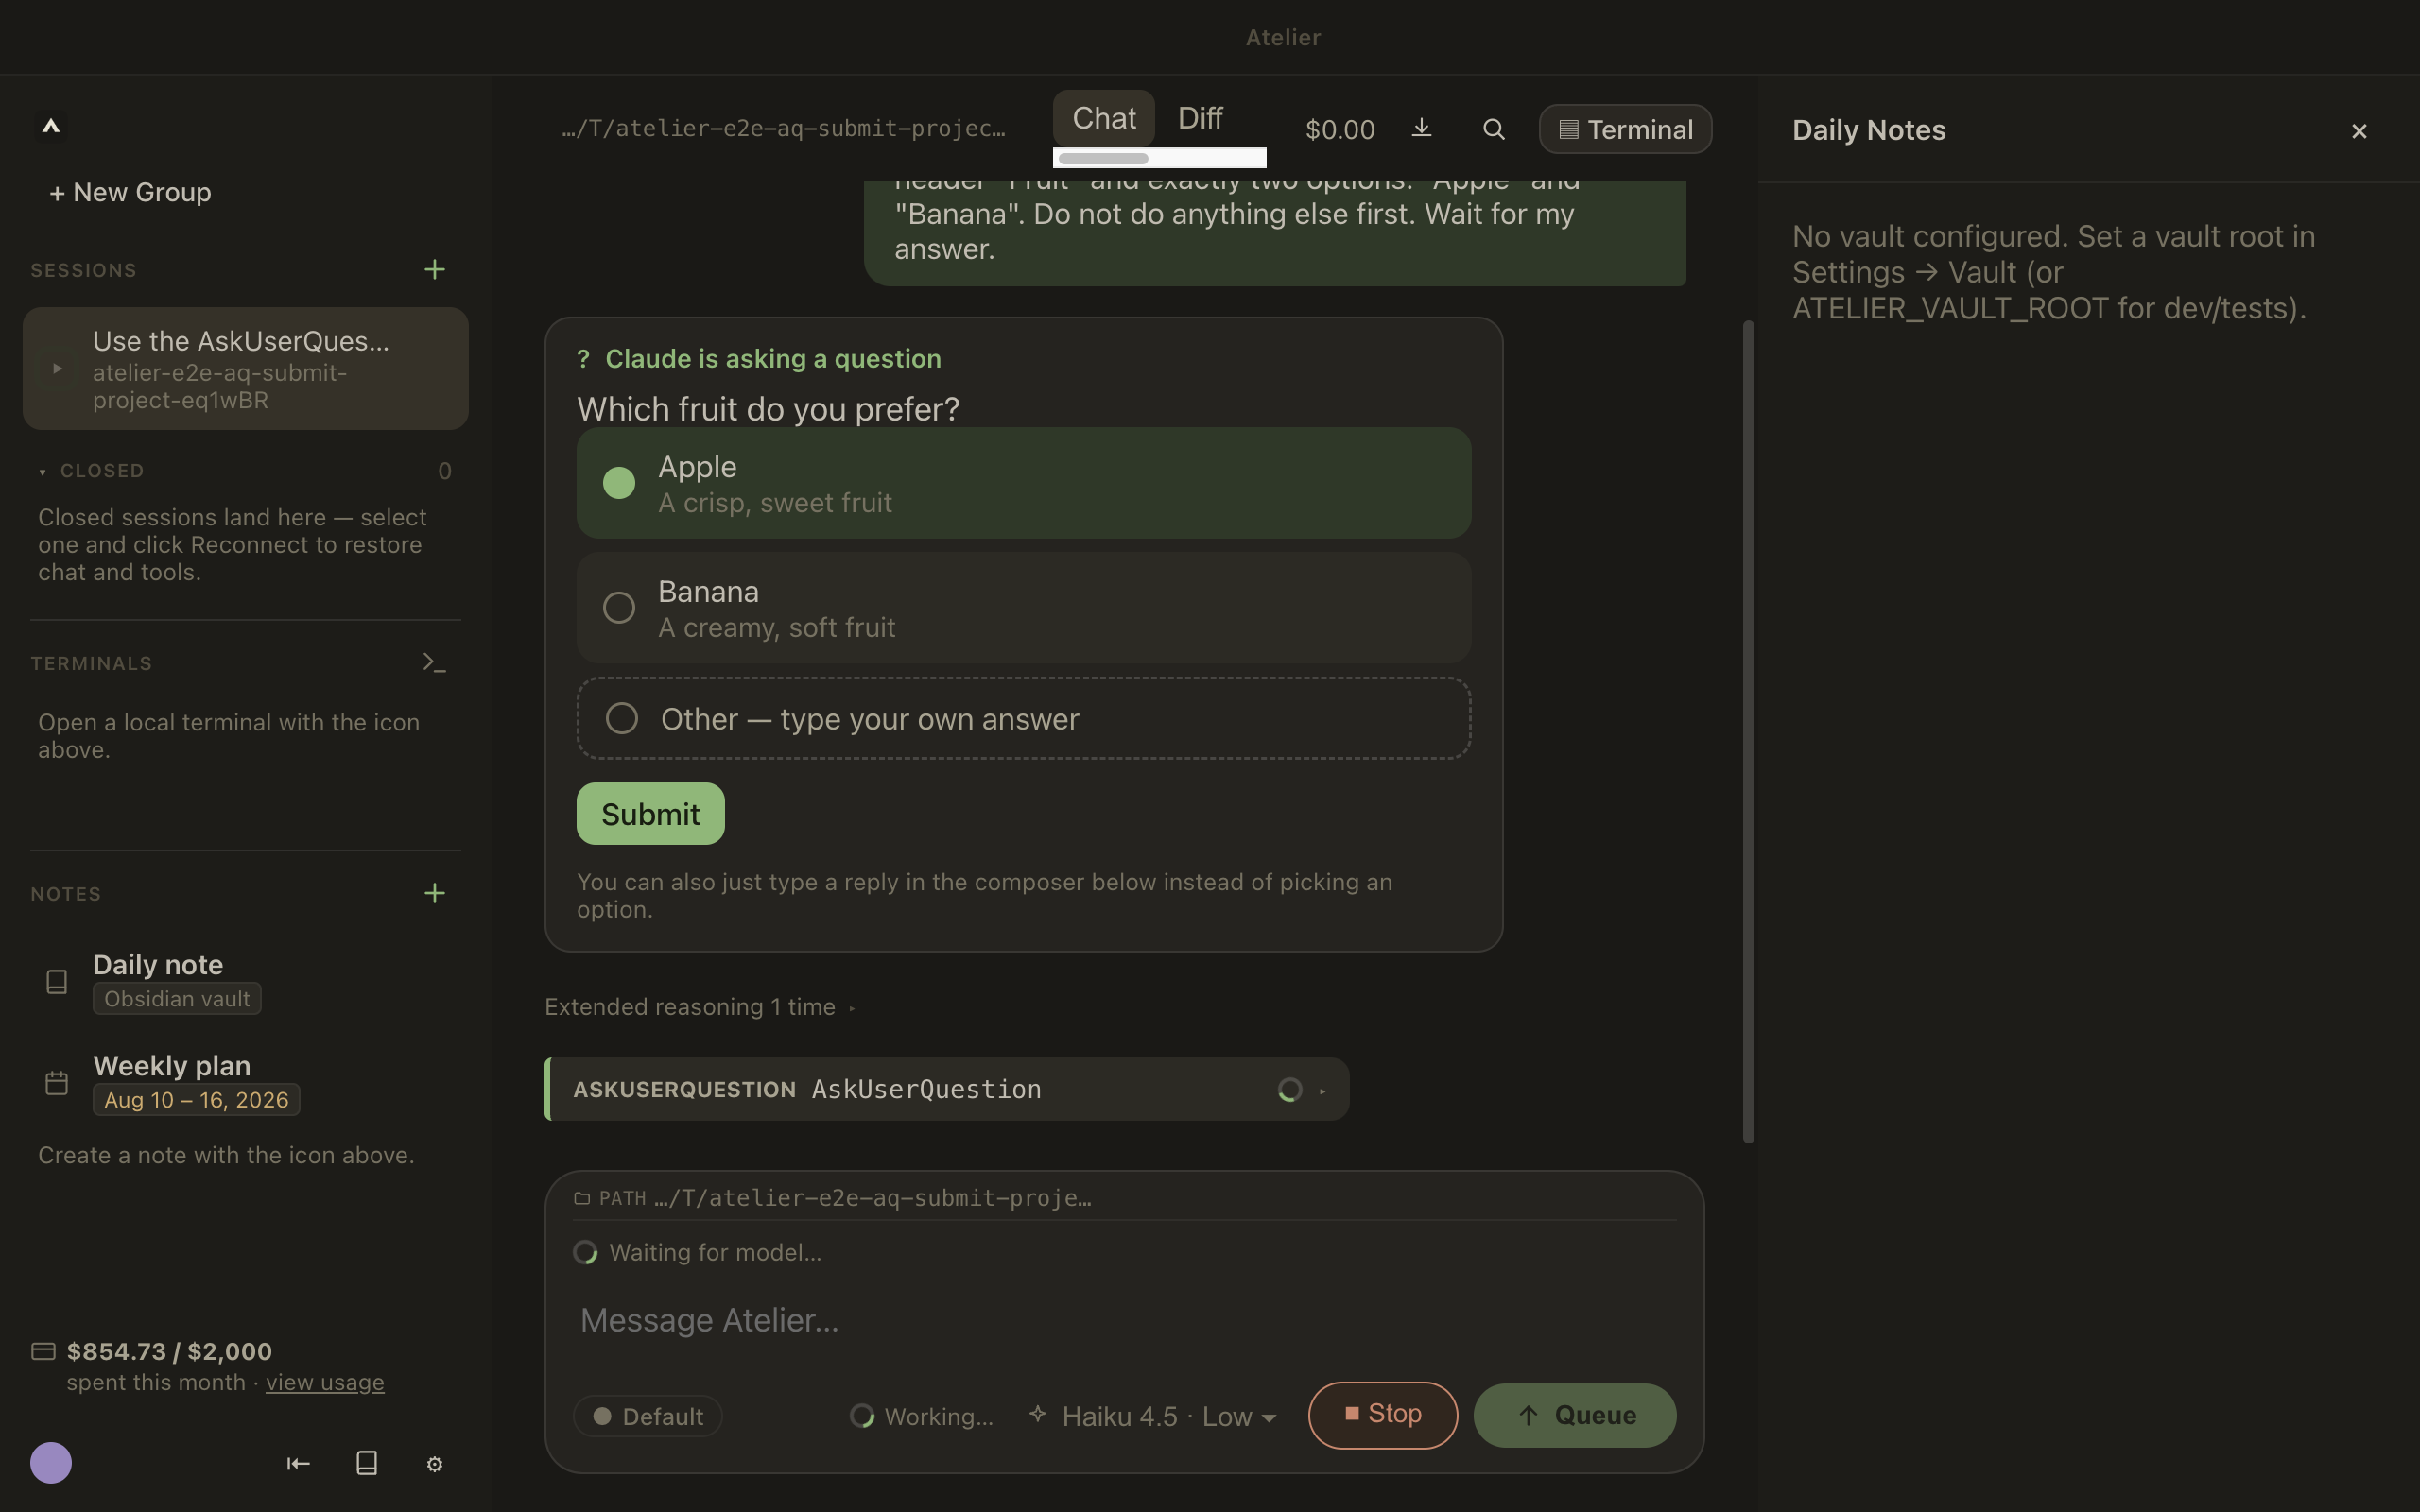 Atelier
+ New Group
SESSIONS
Use the AskUserQues...
atelier-e2e-aq-submit-
project-eq1wBR
CLOSED 0
Closed sessions land here — select
one and click Reconnect to restore
chat and tools.
TERMINALS
Open a local terminal with the icon
above.
NOTES
Daily note
Obsidian vault
Weekly plan
Aug 10 – 16, 2026
Create a note with the icon above.
$854.73 / $2,000
spent this month · view usage
…/T/atelier-e2e-aq-submit-projec…
Chat Diff
$0.00
Terminal
header "Fruit" and exactly two options: "Apple" and
"Banana". Do not do anything else first. Wait for my
answer.
? Claude is asking a question
Which fruit do you prefer?
Apple
A crisp, sweet fruit
Banana
A creamy, soft fruit
Other — type your own answer
Submit
You can also just type a reply in the composer below instead of picking an
option.
Extended reasoning 1 time
ASKUSERQUESTION AskUserQuestion
PATH …/T/atelier-e2e-aq-submit-proje…
Waiting for model…
Message Atelier…
Default
Working…
Haiku 4.5 · Low
Stop
Queue
Daily Notes
No vault configured. Set a vault root in
Settings → Vault (or
ATELIER_VAULT_ROOT for dev/tests).